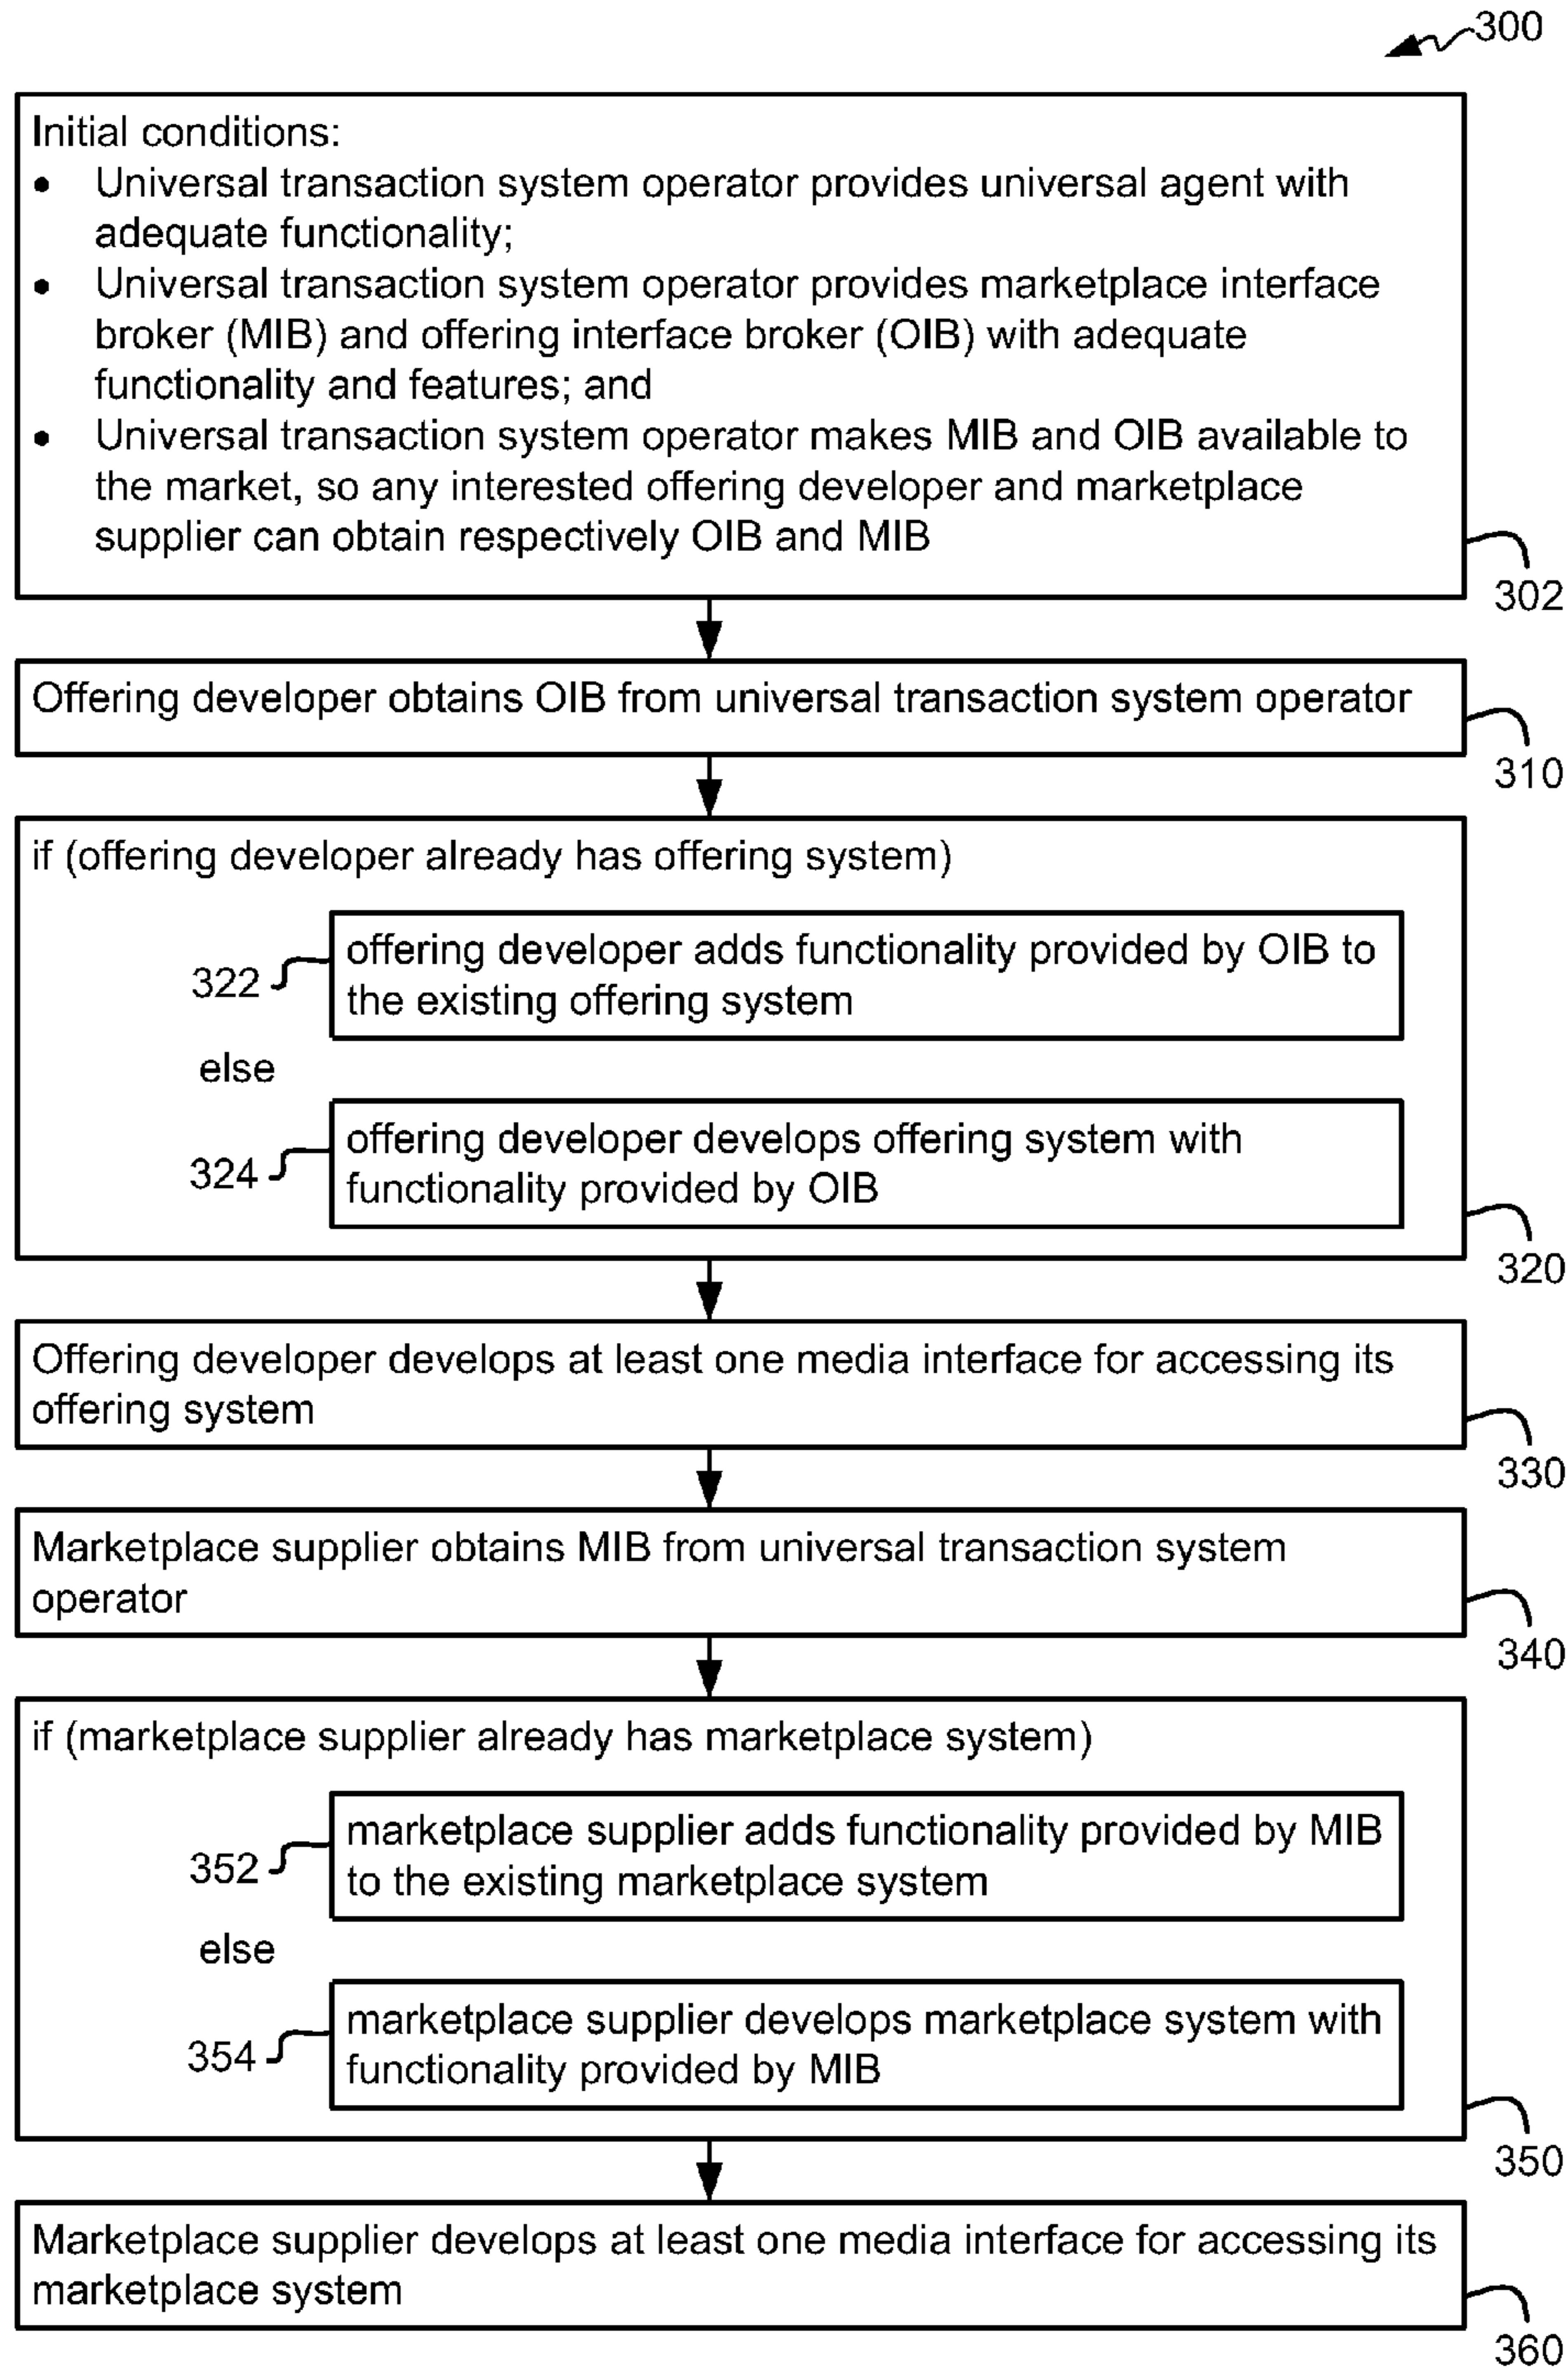 300
Initial conditions:
• Universal transaction system operator provides universal agent with
adequate functionality;
• Universal transaction system operator provides marketplace interface
broker (MIB) and offering interface broker (OIB) with adequate
functionality and features; and
• Universal transaction system operator makes MIB and OIB available to
the market, so any interested offering developer and marketplace
supplier can obtain respectively OIB and MIB
302
Offering developer obtains OIB from universal transaction system operator
310
if (offering developer already has offering system)
322
offering developer adds functionality provided by OIB to
the existing offering system
else
324
offering developer develops offering system with
functionality provided by OIB
320
Offering developer develops at least one media interface for accessing its
offering system
330
Marketplace supplier obtains MIB from universal transaction system
operator
340
if (marketplace supplier already has marketplace system)
352
marketplace supplier adds functionality provided by MIB
to the existing marketplace system
else
354
marketplace supplier develops marketplace system with
functionality provided by MIB
350
Marketplace supplier develops at least one media interface for accessing its
marketplace system
360